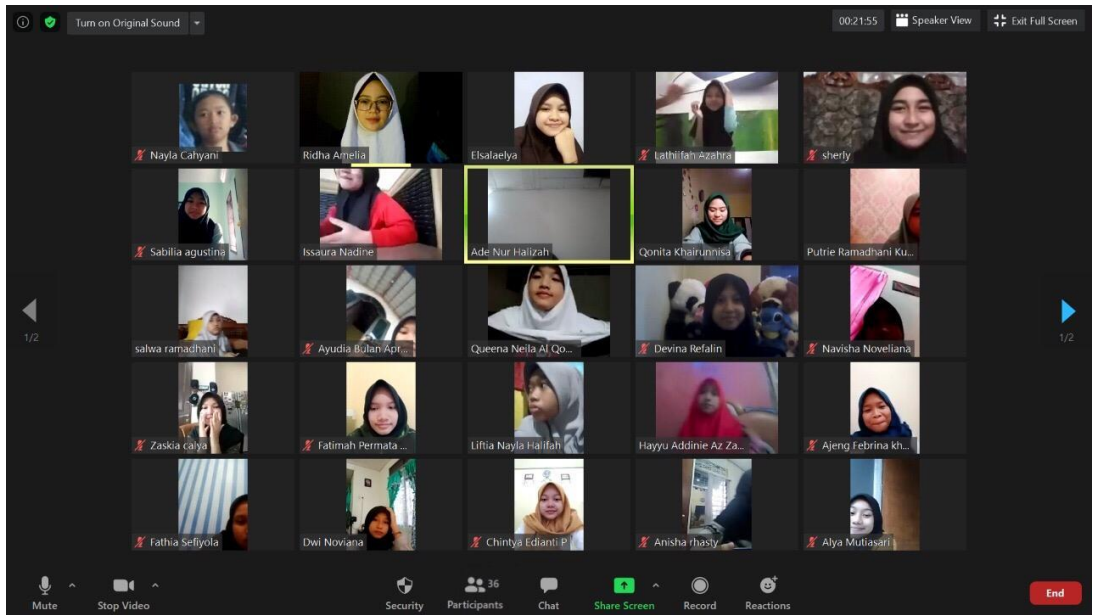 Turn on Original Sound
00:21:55
Speaker View
Exit Full Screen
Nayla Cahyani
Ridha Amelia
Elsalaelya
Lathiifah Azahra
sherly
Sabilia agustina
Issaura Nadine
Ade Nur Halizah
Qonita Khairunnisa
Putrie Ramadhani Ku...
salwa ramadhani
Ayudia Bulan Apr...
Queena Neila Al Qo...
Devina Refalin
Navisha Noveliana
1/2
1/2
Zaskia calya
Fatimah Permata ...
Liftia Nayla Halifah
Hayyu Addinie Az Za...
Ajeng Febrina kh...
Fathia Sefiyola
Dwi Noviana
Chintya Edianti P
Anisha rhasty
Alya Mutiasari
Mute
Stop Video
Security
Participants
36
Chat
Share Screen
Record
Reactions
End